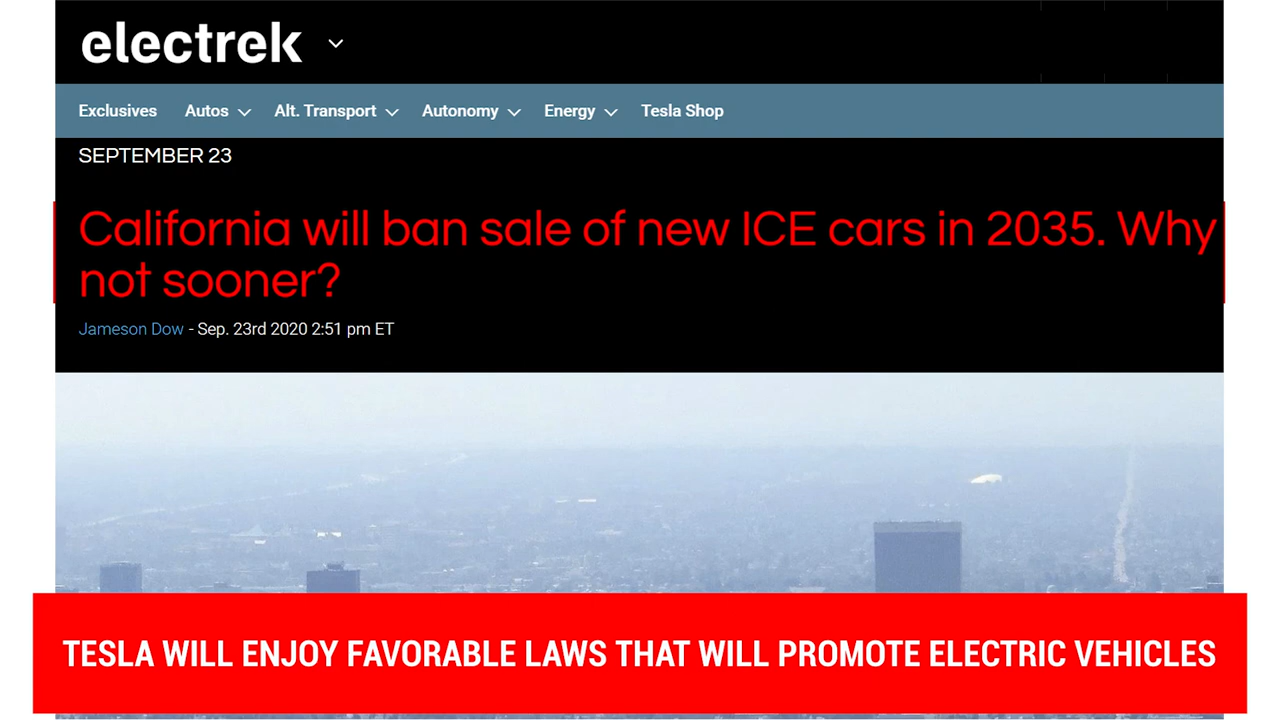 electrek
Exclusives Autos Alt. Transport Autonomy Energy Tesla Shop
SEPTEMBER 23
California will ban sale of new ICE cars in 2035. Why
not sooner?
Jameson Dow - Sep. 23rd 2020 2:51 pm ET
TESLA WILL ENJOY FAVORABLE LAWS THAT WILL PROMOTE ELECTRIC VEHICLES